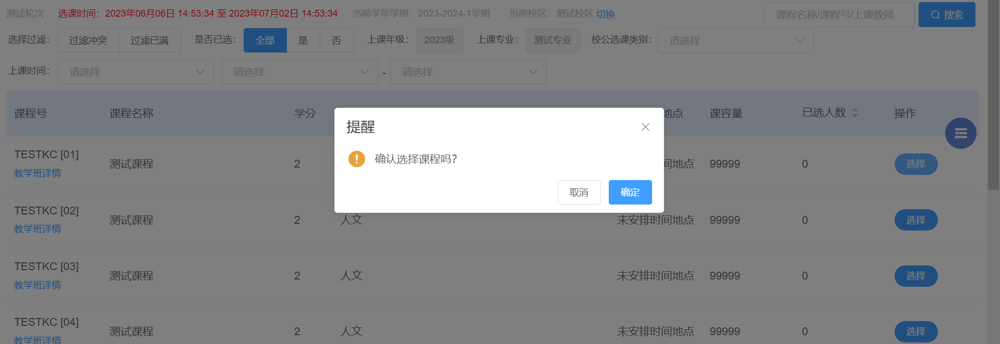 测试轮次 选课时间：2023年06月06日 14:53:34 至 2023年07月02日 14:53:34 当前学年学期：2023-2024-1学期 当前校区：测试校区 切换 课程名称/课程号/上课教师 搜索
选择过滤： 过滤冲突 过滤已满 是否已选： 全部 是 否 上课年级： 2023级 上课专业： 测试专业 校公选课类别： 请选择
上课时间： 请选择 请选择 - 请选择
课程号 课程名称 学分 地点 课容量 已选人数 操作
提醒
确认选择课程吗?
取消 确定
TESTKC [01]
教学班详情
测试课程 2 间地点 99999 0 选择
TESTKC [02]
教学班详情
测试课程 2 人文 未安排时间地点 99999 0 选择
TESTKC [03]
教学班详情
测试课程 2 人文 未安排时间地点 99999 0 选择
TESTKC [04]
教学班详情
测试课程 2 人文 未安排时间地点 99999 0 选择